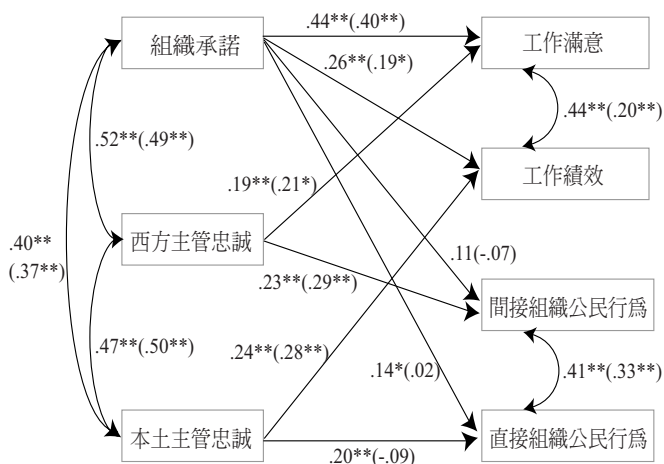 .44**(.40**)
組織承諾
工作滿意
.26**(.19*)
.44**(.20**)
.52**(.49**)
工作績效
.19**(.21*)
.40**
(.37**)
西方主管忠誠
.11(-.07)
.23**(.29**)
間接組織公民行為
.47**(.50**)
.24**(.28**)
.14*(.02)
.41**(.33**)
本土主管忠誠
直接組織公民行為
.20**(-.09)